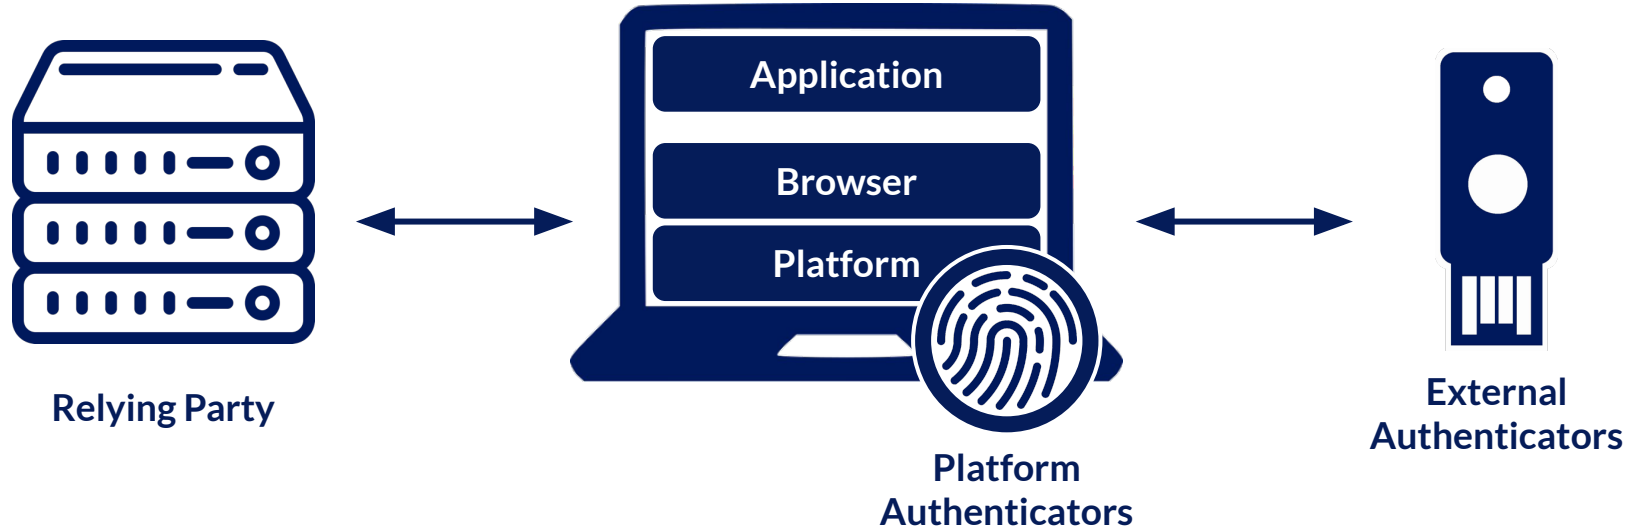 Application
Browser
Platform
Relying Party
Platform
Authenticators
External
Authenticators